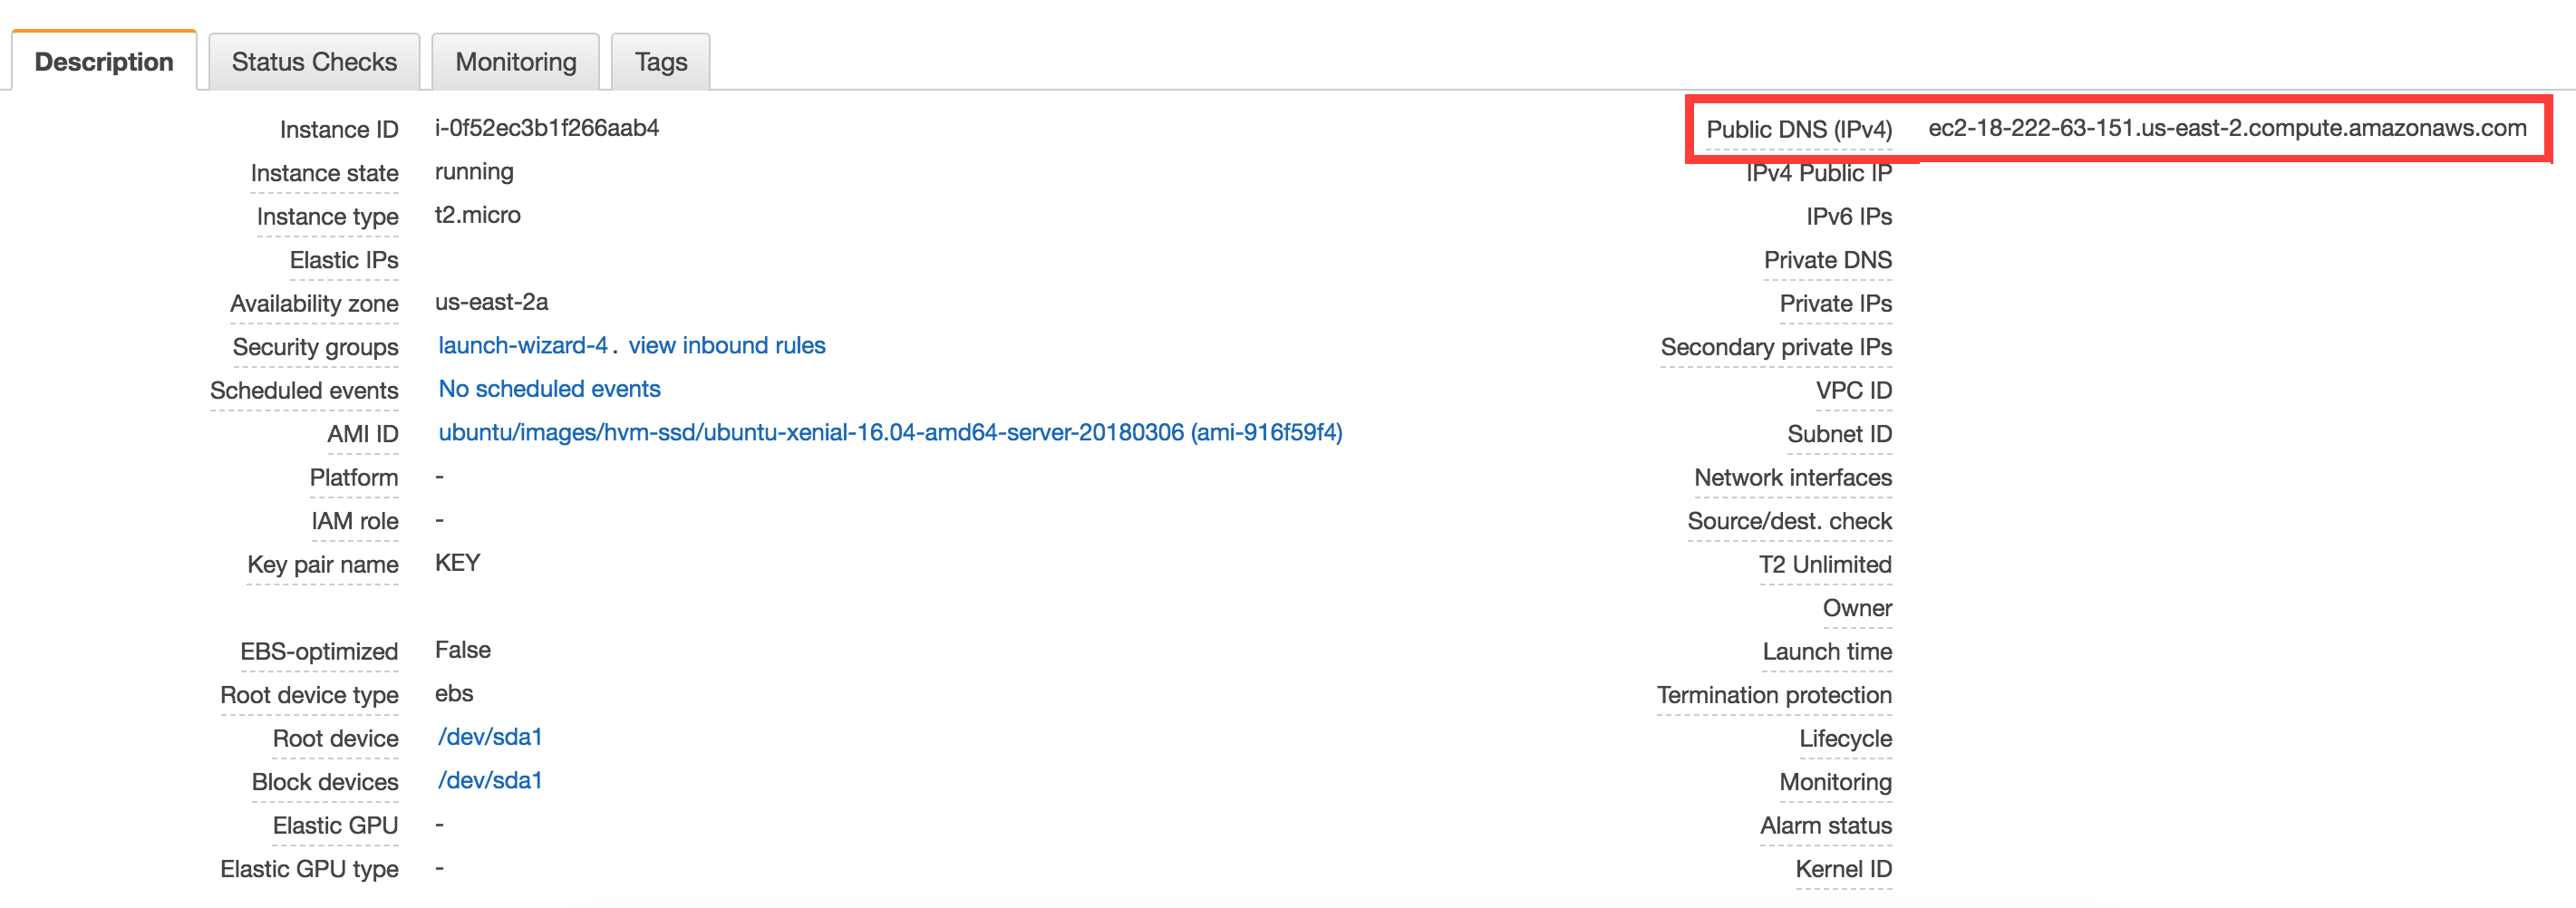 Description Status Checks Monitoring Tags
Instance ID i-0f52ec3b1f266aab4
Instance state running
Instance type t2.micro
Elastic IPs
Availability zone us-east-2a
Security groups launch-wizard-4. view inbound rules
Scheduled events No scheduled events
AMI ID ubuntu/images/hvm-ssd/ubuntu-xenial-16.04-amd64-server-20180306 (ami-916f59f4)
Platform -
IAM role -
Key pair name KEY
EBS-optimized False
Root device type ebs
Root device /dev/sda1
Block devices /dev/sda1
Elastic GPU -
Elastic GPU type -
Public DNS (IPv4) ec2-18-222-63-151.us-east-2.compute.amazonaws.com
IPv4 Public IP
IPv6 IPs
Private DNS
Private IPs
Secondary private IPs
VPC ID
Subnet ID
Network interfaces
Source/dest. check
T2 Unlimited
Owner
Launch time
Termination protection
Lifecycle
Monitoring
Alarm status
Kernel ID